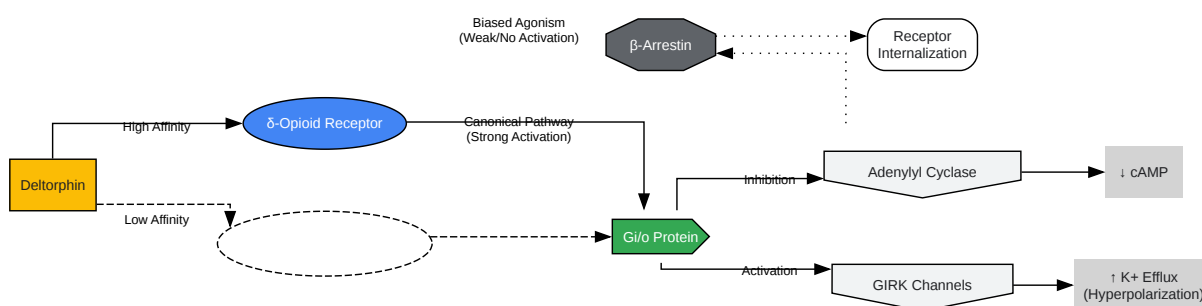 Biased Agonism
(Weak/No Activation)
β-Arrestin
Receptor
Internalization
High Affinity
δ-Opioid Receptor
Canonical Pathway
(Strong Activation)
Deltorphin
Low Affinity
Gi/o Protein
Inhibition
Adenylyl Cyclase
↓ cAMP
Activation
GIRK Channels
↑ K+ Efflux
(Hyperpolarization)